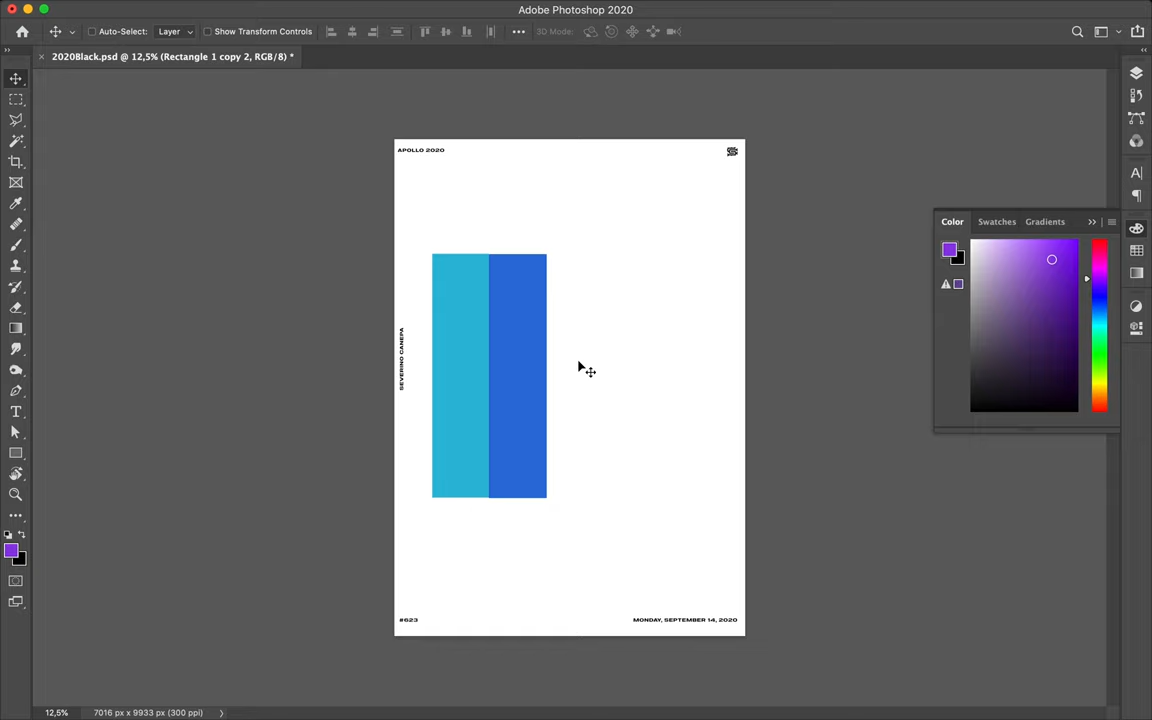 Adobe Photoshop 2020
Auto-Select:
Layer
Show Transform Controls
3D Mode:
2020Black.psd @ 12,5% (Rectangle 1 copy 2, RGB/8) *
APOLLO 2020
Color
Swatches
Gradients
SEVERINO CANEPA
#623
MONDAY, SEPTEMBER 14, 2020
12,5%
7016 px x 9933 px (300 ppi)